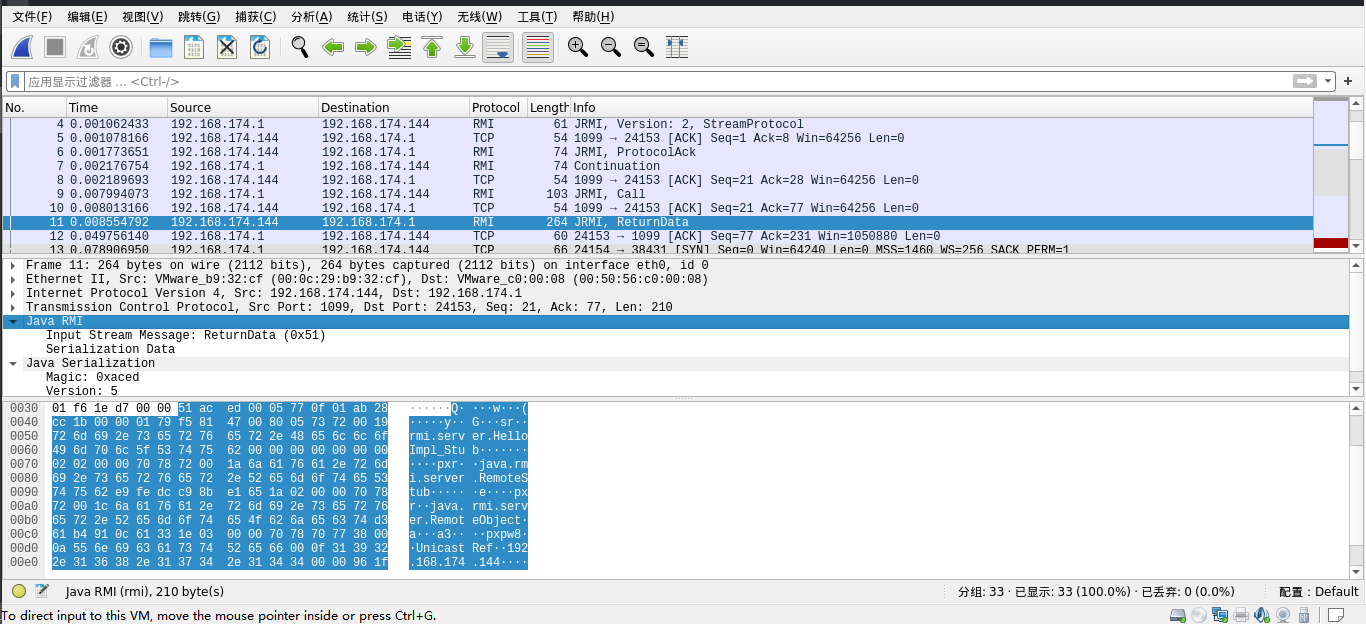 文件(F) 编辑(E) 视图(V) 跳转(G) 捕获(C) 分析(A) 统计(S) 电话(Y) 无线(W) 工具(T) 帮助(H)
应用显示过滤器 … <Ctrl-/>
No. Time Source Destination Protocol Length Info
4 0.001062433 192.168.174.1 192.168.174.144 RMI 61 JRMI, Version: 2, StreamProtocol
5 0.001078166 192.168.174.144 192.168.174.1 TCP 54 1099 → 24153 [ACK] Seq=1 Ack=8 Win=64256 Len=0
6 0.001773651 192.168.174.144 192.168.174.1 RMI 74 JRMI, ProtocolAck
7 0.002176754 192.168.174.1 192.168.174.144 RMI 74 Continuation
8 0.002189693 192.168.174.144 192.168.174.1 TCP 54 1099 → 24153 [ACK] Seq=21 Ack=28 Win=64256 Len=0
9 0.007994073 192.168.174.1 192.168.174.144 RMI 103 JRMI, Call
10 0.008013166 192.168.174.144 192.168.174.1 TCP 54 1099 → 24153 [ACK] Seq=21 Ack=77 Win=64256 Len=0
11 0.008554792 192.168.174.144 192.168.174.1 RMI 264 JRMI, ReturnData
12 0.049756140 192.168.174.1 192.168.174.144 TCP 60 24153 → 1099 [ACK] Seq=77 Ack=231 Win=1050880 Len=0
13 0.078906950 192.168.174.1 192.168.174.144 TCP 66 24154 → 38431 [SYN] Seq=0 Win=64240 Len=0 MSS=1460 WS=256 SACK_PERM=1
Frame 11: 264 bytes on wire (2112 bits), 264 bytes captured (2112 bits) on interface eth0, id 0
Ethernet II, Src: VMware_b9:32:cf (00:0c:29:b9:32:cf), Dst: VMware_c0:00:08 (00:50:56:c0:00:08)
Internet Protocol Version 4, Src: 192.168.174.144, Dst: 192.168.174.1
Transmission Control Protocol, Src Port: 1099, Dst Port: 24153, Seq: 21, Ack: 77, Len: 210
Java RMI
Input Stream Message: ReturnData (0x51)
Serialization Data
Java Serialization
Magic: 0xaced
Version: 5
0030 01 f6 1e d7 00 00 51 ac ed 00 05 77 0f 01 ab 28 ······Q· ···w···(
0040 cc 1b 00 00 01 79 f5 81 47 00 80 05 73 72 00 19 ·····y·· G···sr··
0050 72 6d 69 2e 73 65 72 76 65 72 2e 48 65 6c 6c 6f rmi.serv er.Hello
0060 49 6d 70 6c 5f 53 74 75 62 00 00 00 00 00 00 00 Impl_Stu b·······
0070 02 02 00 00 70 78 72 00 1a 6a 61 76 61 2e 72 6d ····pxr· ·java.rm
0080 69 2e 73 65 72 76 65 72 2e 52 65 6d 6f 74 65 53 i.server .RemoteS
0090 74 75 62 e9 fe dc c9 8b e1 65 1a 02 00 00 70 78 tub····· ·e····px
00a0 72 00 1c 6a 61 76 61 2e 72 6d 69 2e 73 65 72 76 r··java. rmi.serv
00b0 65 72 2e 52 65 6d 6f 74 65 4f 62 6a 65 63 74 d3 er.Remot eObject·
00c0 61 b4 91 0c 61 33 1e 03 00 00 70 78 70 77 38 00 a···a3·· ··pxpw8·
00d0 0a 55 6e 69 63 61 73 74 52 65 66 00 0f 31 39 32 ·Unicast Ref··192
00e0 2e 31 36 38 2e 31 37 34 2e 31 34 34 00 00 96 1f .168.174 .144····
Java RMI (rmi), 210 byte(s) 分组: 33 · 已显示: 33 (100.0%) · 已丢弃: 0 (0.0%) 配置：Default
To direct input to this VM, move the mouse pointer inside or press Ctrl+G.